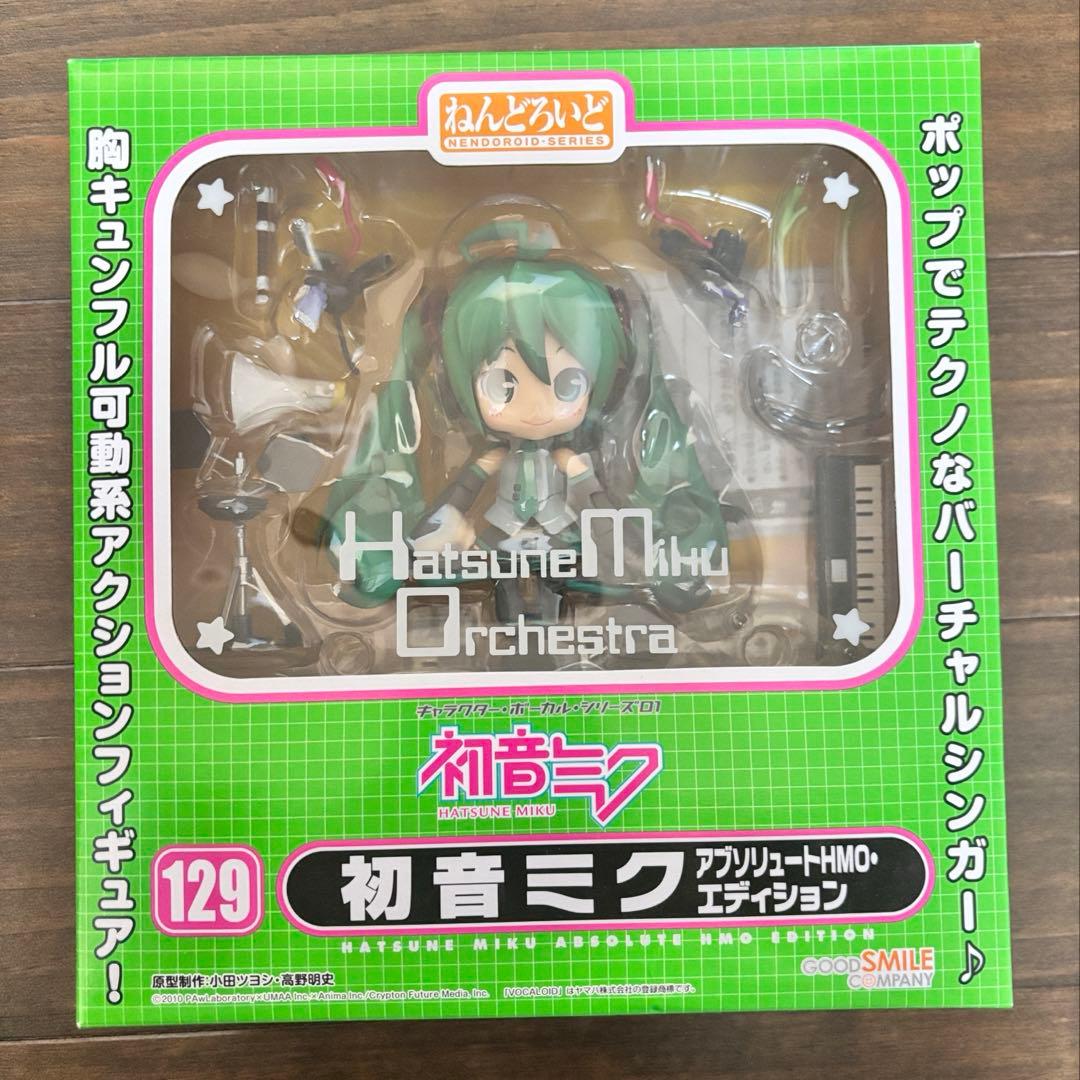 ねんどろいど
NENDOROID・SERIES
胸キュンフル可動系アクションフィギュア!
ポップでテクノなバーチャルシンガー♪
Hatsune Miku
Orchestra
キャラクター・ボーカル・シリーズ01
初音ミク
HATSUNE MIKU
129
初音ミク
アブソリュートHMO・
エディション
HATSUNE MIKU ABSOLUTE HMO EDITION
GOOD SMILE
COMPANY
原型制作:小田ツヨシ・高野明史
©2010 PAwLaboratory×UMAA Inc.×Anima Inc./Crypton Future Media, Inc. 「VOCALOID」はヤマハ株式会社の登録商標です。